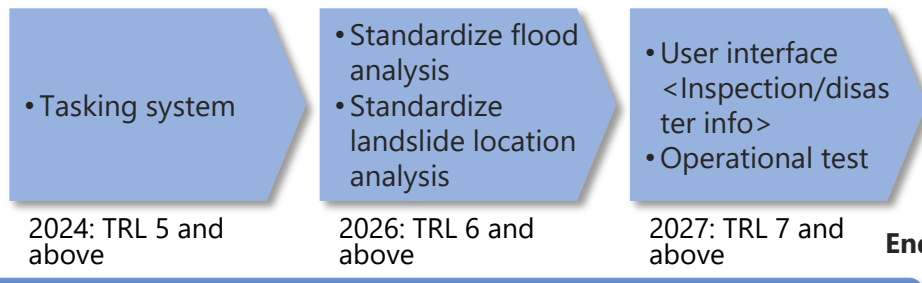 • Tasking system
• Standardize flood
analysis
• Standardize
landslide location
analysis
• User interface
<Inspection/disas
ter info>
• Operational test
2024: TRL 5 and
above
2026: TRL 6 and
above
2027: TRL 7 and
above